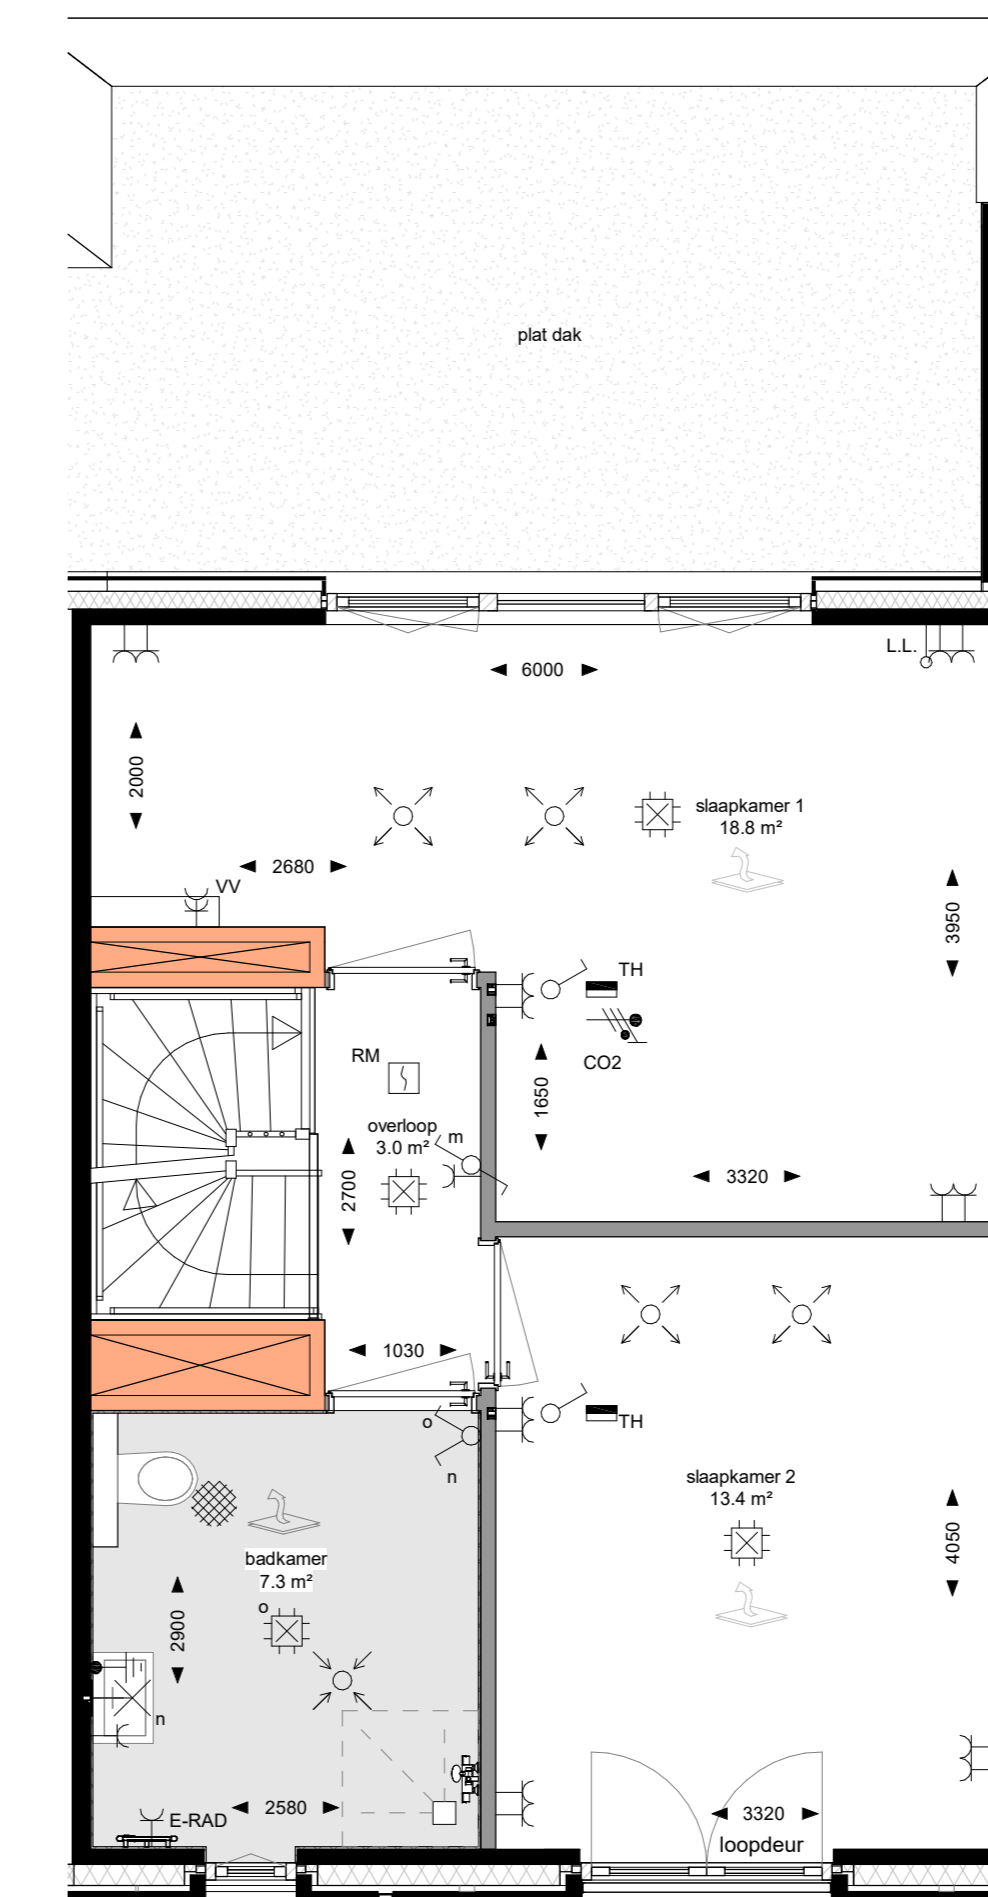 plat dak
L.L.
6000
2000
slaapkamer 1
18.8 m²
2680
VV
3950
TH
RM
CO2
1650
overloop
3.0 m²
m
2700
3320
1030
o
TH
n
slaapkamer 2
13.4 m²
badkamer
7.3 m²
o
4050
2900
n
2580
E-RAD
3320
loopdeur